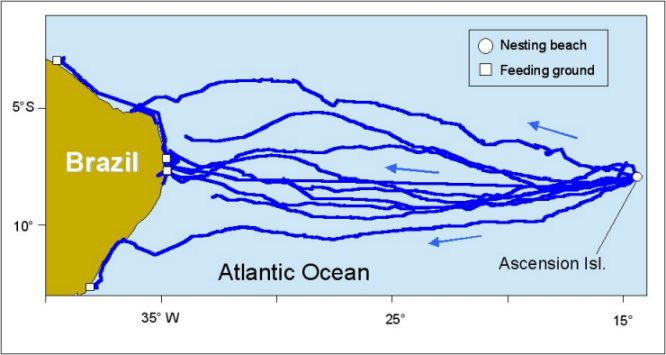 Nesting beach
Feeding ground
5°S
Brazil
10°
Atlantic Ocean
Ascension Isl.
35° W
25°
15°